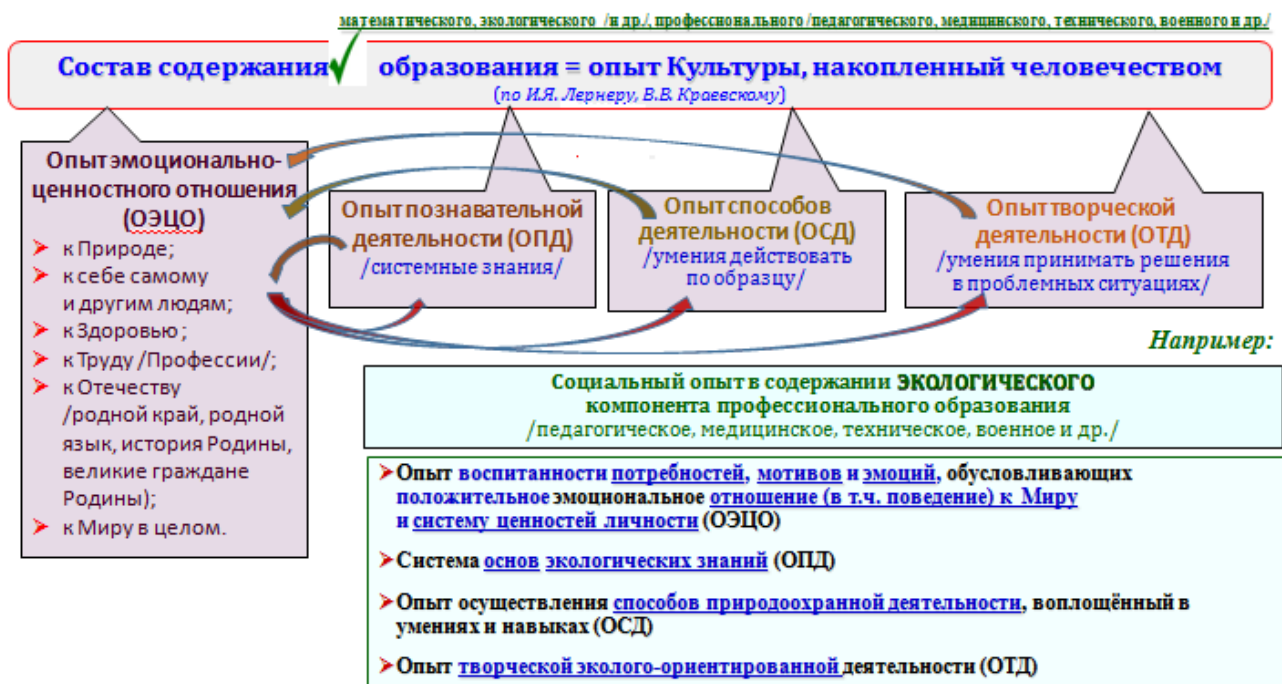 математического, экологического /и др./, профессионального /педагогического, медицинского, технического, военного и др./
Состав содержания образования = опыт Культуры, накопленный человечеством
(по И.Я. Лернеру, В.В. Краевскому)
Опыт эмоционально-
ценностного отношения
(ОЭЦО)
к Природе;
к себе самому
и другим людям;
к Здоровью;
к Труду /Профессии/;
к Отечеству
/родной край, родной
язык, история Родины,
великие граждане
Родины);
к Миру в целом.
Опыт познавательной
деятельности (ОПД)
/системные знания/
Опыт способов
деятельности (ОСД)
/умения действовать
по образцу/
Опыт творческой
деятельности (ОТД)
/умения принимать решения
в проблемных ситуациях/
Например:
Социальный опыт в содержании ЭКОЛОГИЧЕСКОГО
компонента профессионального образования
/педагогическое, медицинское, техническое, военное и др./
Опыт воспитанности потребностей, мотивов и эмоций, обусловливающих
положительное эмоциональное отношение (в т.ч. поведение) к Миру
и систему ценностей личности (ОЭЦО)
Система основ экологических знаний (ОПД)
Опыт осуществления способов природоохранной деятельности, воплощённый в
умениях и навыках (ОСД)
Опыт творческой эколого-ориентированной деятельности (ОТД)